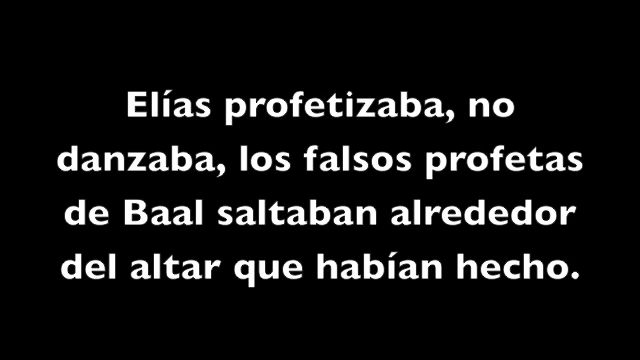 Elías profetizaba, no
danzaba, los falsos profetas
de Baal saltaban alrededor
del altar que habían hecho.